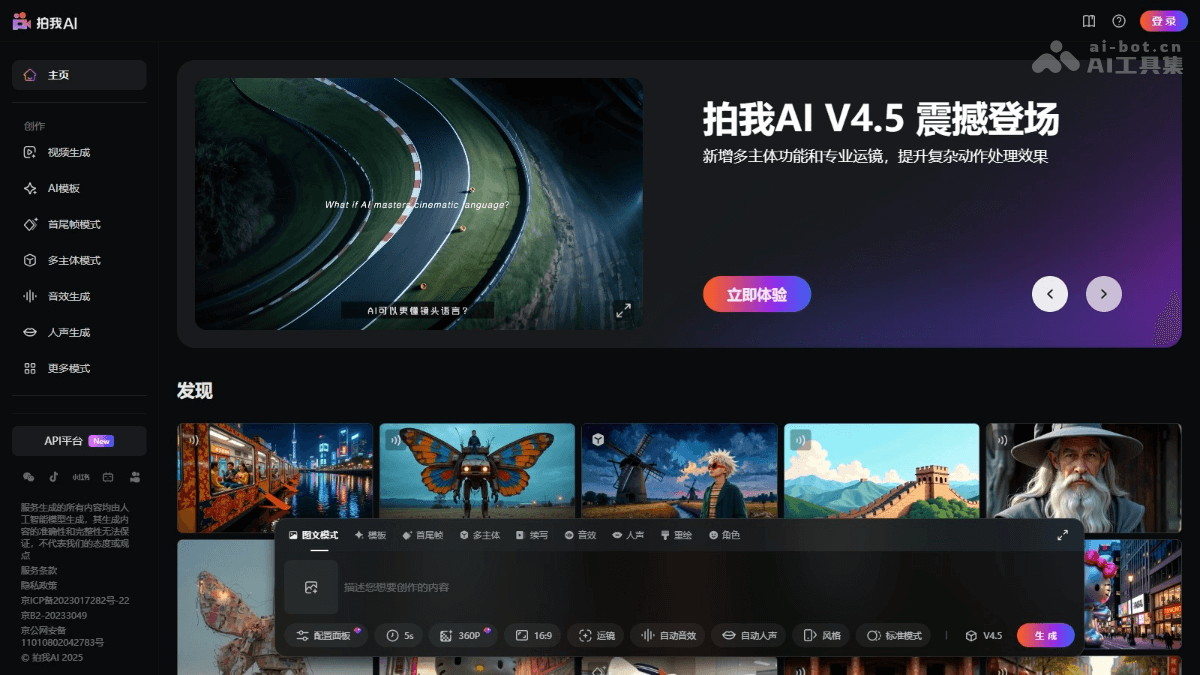 拍我AI
登录
ai-bot.cn
AI工具集
主页
创作
视频生成
AI模板
首尾帧模式
多主体模式
音效生成
人声生成
更多模式
API平台 New
小红书
服务生成的所有内容均由人
工智能模型生成，其生成内
容的准确性和完整性无法保
证，不代表我们的态度或观
点
服务条款
隐私政策
京ICP备2023017282号-22
京B2-20233049
京公网安备
11010802042783号
© 拍我AI 2025
What if AI masters cinematic language?
AI可以更懂镜头语言？
拍我AI V4.5 震撼登场
新增多主体功能和专业运镜，提升复杂动作处理效果
立即体验
发现
图文模式 模板 首尾帧 多主体 续写 音效 人声 重绘 角色
描述您想要创作的内容
配置面板 5s 360P 16:9 运镜 自动音效 自动人声 风格 标准模式 V4.5 生成